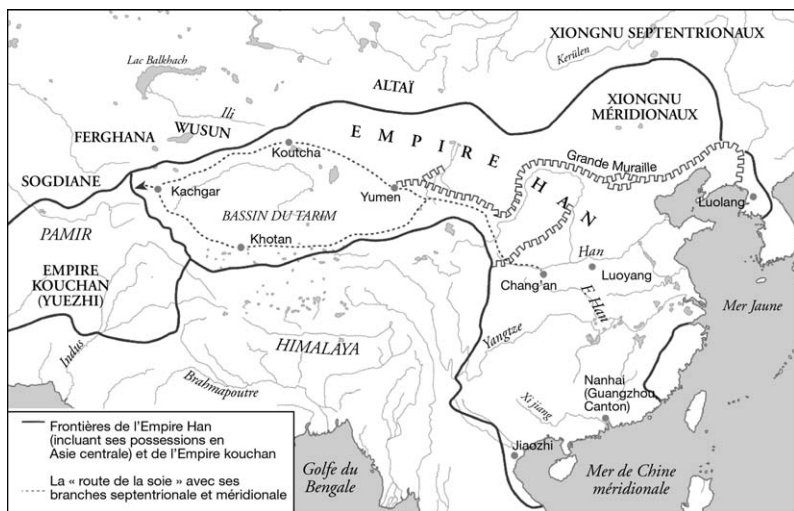 XIONGNU SEPTENTRIONAUX
Kerülen
Lac Balkhach
ALTAÏ
Ili
XIONGNU
MÉRIDIONAUX
FERGHANA
WUSUN
EMPIRE HAN
Koutcha
Grande Muraille
SOGDIANE
Kachgar
Yumen
Luolang
BASSIN DU TARIM
PAMIR
Khotan
Han
EMPIRE
KOUCHAN
(YUEZHI)
Chang'an
Luoyang
F. Han
Mer Jaune
Yangtze
HIMALAYA
Indus
Brahmapoutre
Xi jiang
Nanhai
(Guangzhou,
Canton)
Jiaozhi
Golfe du
Bengale
Mer de Chine
méridionale
Frontières de l'Empire Han
(incluant ses possessions en
Asie centrale) et de l'Empire kouchan
La « route de la soie » avec ses
branches septentrionale et méridionale